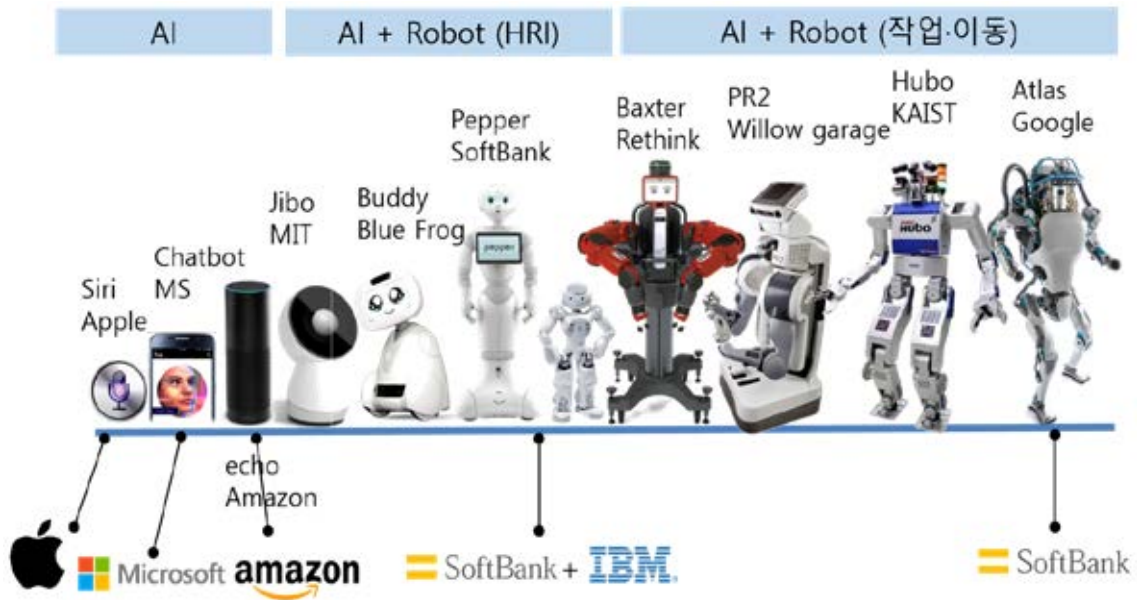 AI
AI + Robot (HRI)
AI + Robot (작업·이동)
Siri
Apple
Chatbot
MS
echo
Amazon
Jibo
MIT
Buddy
Blue Frog
Pepper
SoftBank
pepper
Baxter
Rethink
PR2
Willow garage
Hubo
KAIST
HUBO
Atlas
Google
Microsoft
amazon
SoftBank + IBM
SoftBank